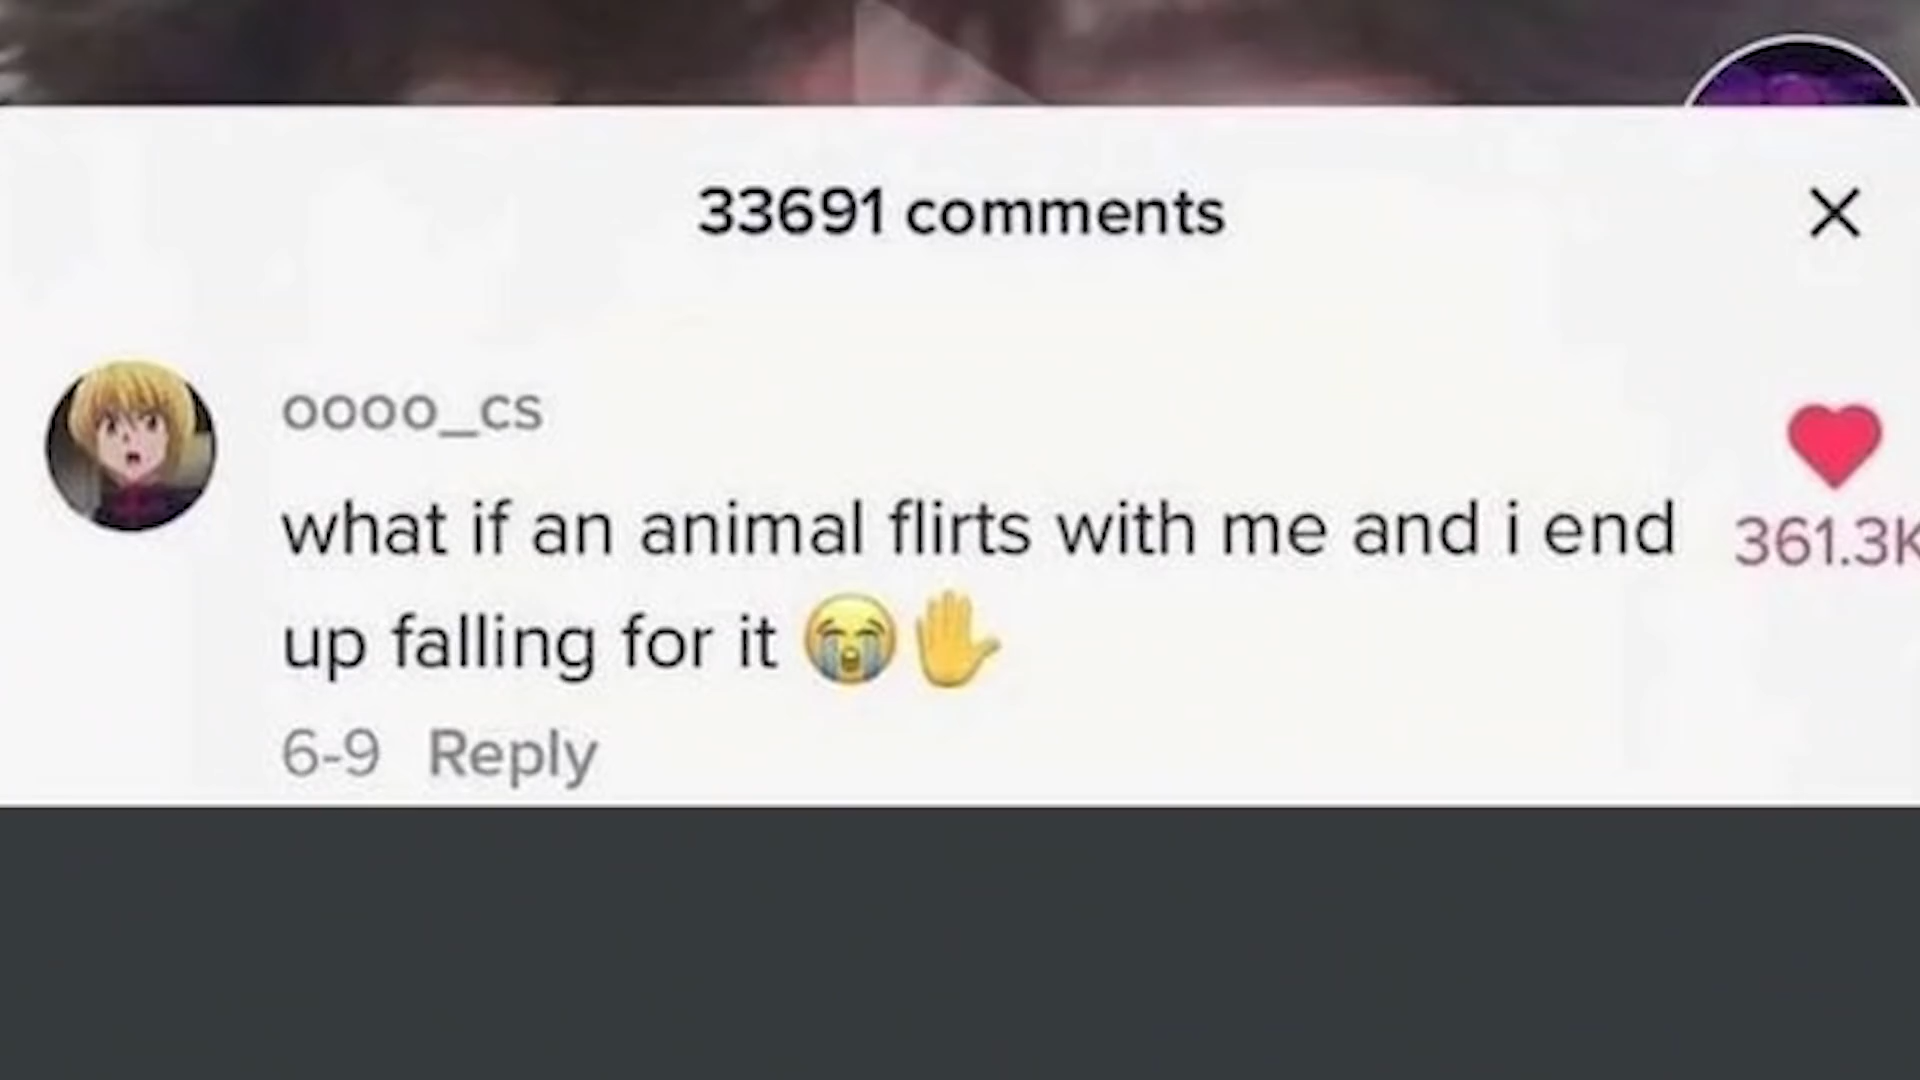 33691 comments
oooo_cs
what if an animal flirts with me and i end
up falling for it 😭✋
361.3K
6-9 Reply